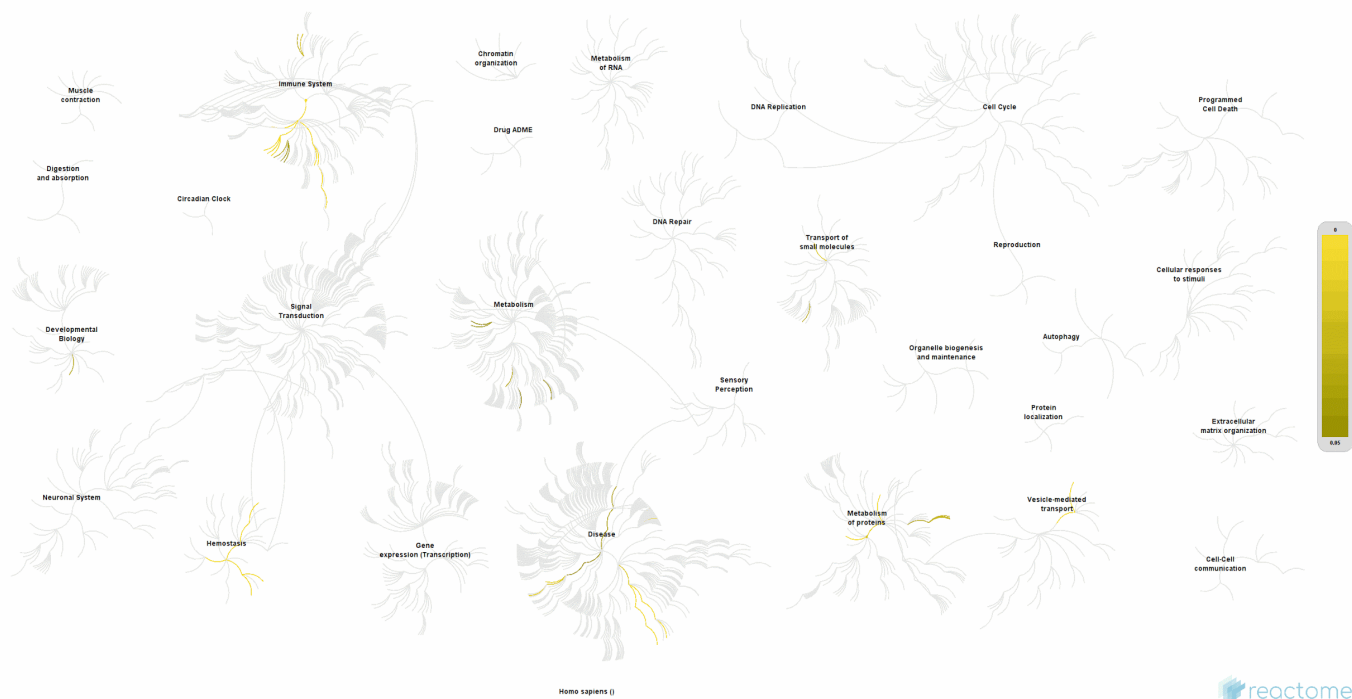 Chromatin
organization
Metabolism
of RNA
Immune System
Muscle
contraction
DNA Replication
Cell Cycle
Programmed
Cell Death
Drug ADME
Digestion
and absorption
Circadian Clock
DNA Repair
Transport of
small molecules
Reproduction
Cellular responses
to stimuli
0
Signal
Transduction
Metabolism
Developmental
Biology
Autophagy
Organelle biogenesis
and maintenance
Sensory
Perception
Protein
localization
Extracellular
matrix organization
0.05
Neuronal System
Hemostasis
Gene
expression (Transcription)
Disease
Metabolism
of proteins
Vesicle-mediated
transport
Cell-Cell
communication
Homo sapiens ()
reactome